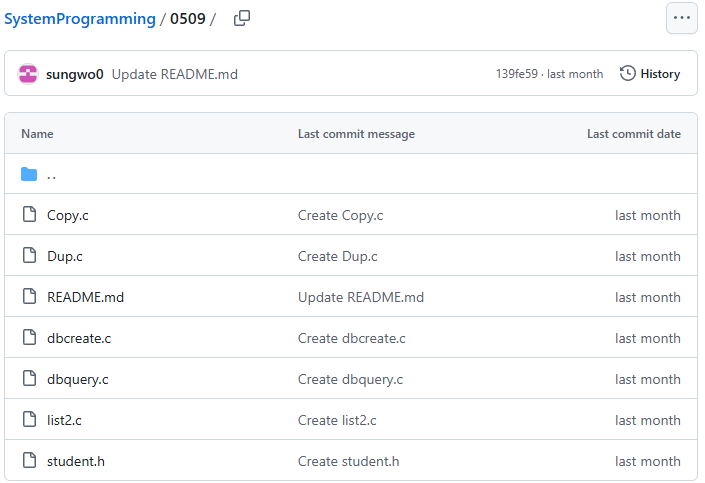 SystemProgramming / 0509 /
sungwo0 Update README.md 139fe59 · last month History
Name Last commit message Last commit date
..
Copy.c Create Copy.c last month
Dup.c Create Dup.c last month
README.md Update README.md last month
dbcreate.c Create dbcreate.c last month
dbquery.c Create dbquery.c last month
list2.c Create list2.c last month
student.h Create student.h last month